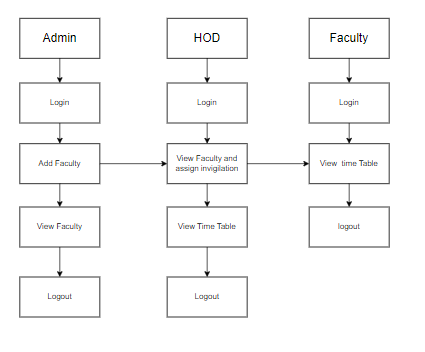 Admin
HOD
Faculty
Login
Login
Login
Add Faculty
View Faculty and
assign invigilation
View time Table
View Faculty
View Time Table
logout
Logout
Logout